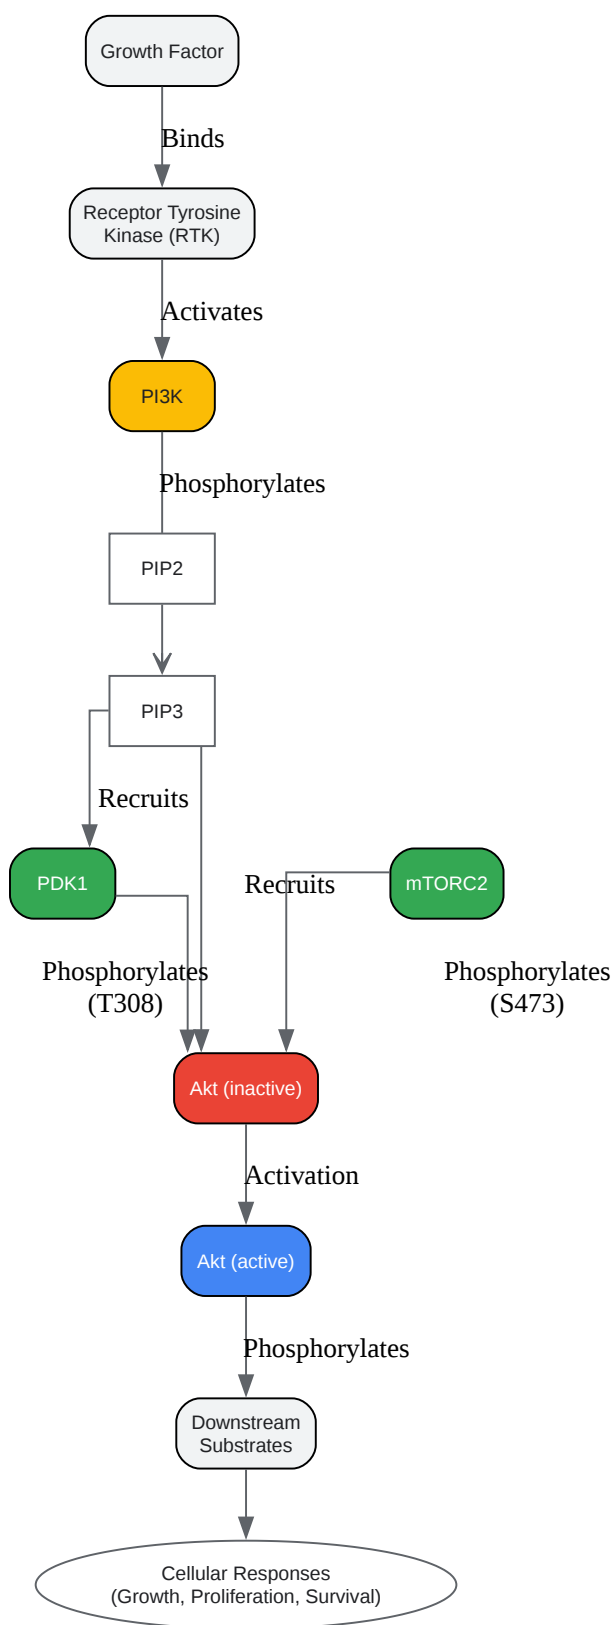 Growth Factor
Binds
Receptor Tyrosine
Kinase (RTK)
Activates
PI3K
Phosphorylates
PIP2
PIP3
Recruits
PDK1
Recruits
mTORC2
Phosphorylates
(T308)
Phosphorylates
(S473)
Akt (inactive)
Activation
Akt (active)
Phosphorylates
Downstream
Substrates
Cellular Responses
(Growth, Proliferation, Survival)